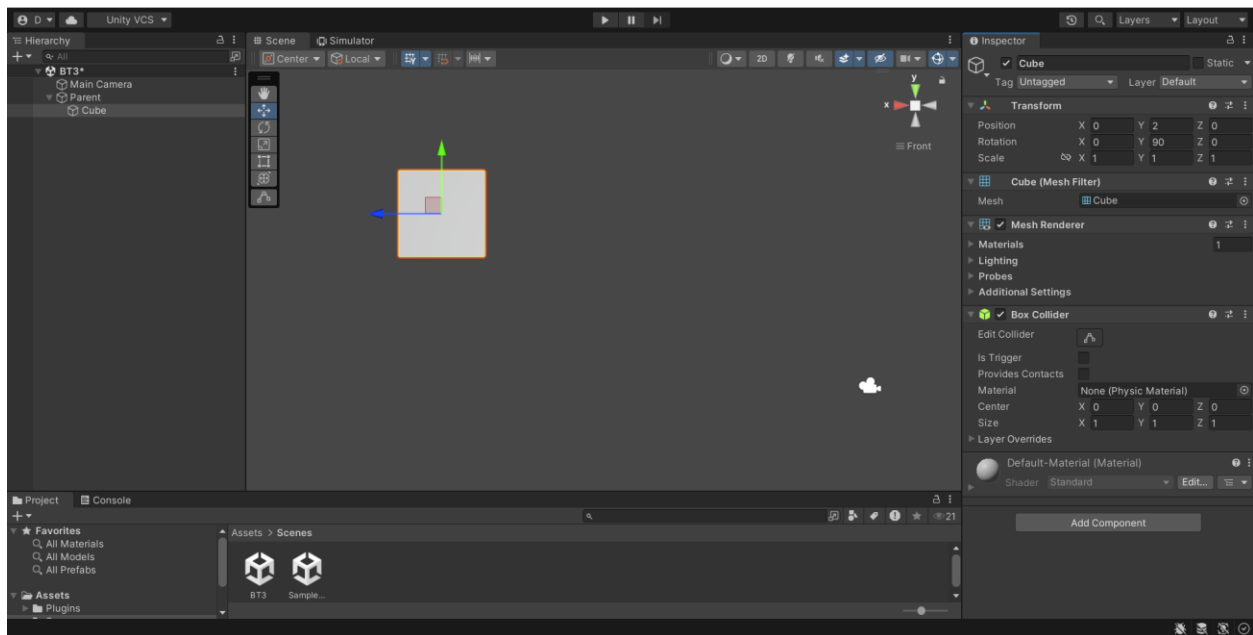 D
Unity VCS
Layers
Layout
Hierarchy
All
BT3*
Main Camera
Parent
Cube
Scene
Simulator
Center
Local
2D
y
x
Front
Inspector
Cube
Static
Tag Untagged
Layer Default
Transform
Position X 0 Y 2 Z 0
Rotation X 0 Y 90 Z 0
Scale X 1 Y 1 Z 1
Cube (Mesh Filter)
Mesh Cube
Mesh Renderer
Materials 1
Lighting
Probes
Additional Settings
Box Collider
Edit Collider
Is Trigger
Provides Contacts
Material None (Physic Material)
Center X 0 Y 0 Z 0
Size X 1 Y 1 Z 1
Layer Overrides
Default-Material (Material)
Shader Standard Edit...
Add Component
Project
Console
21
Favorites
All Materials
All Models
All Prefabs
Assets
Plugins
Assets > Scenes
BT3
Sample...